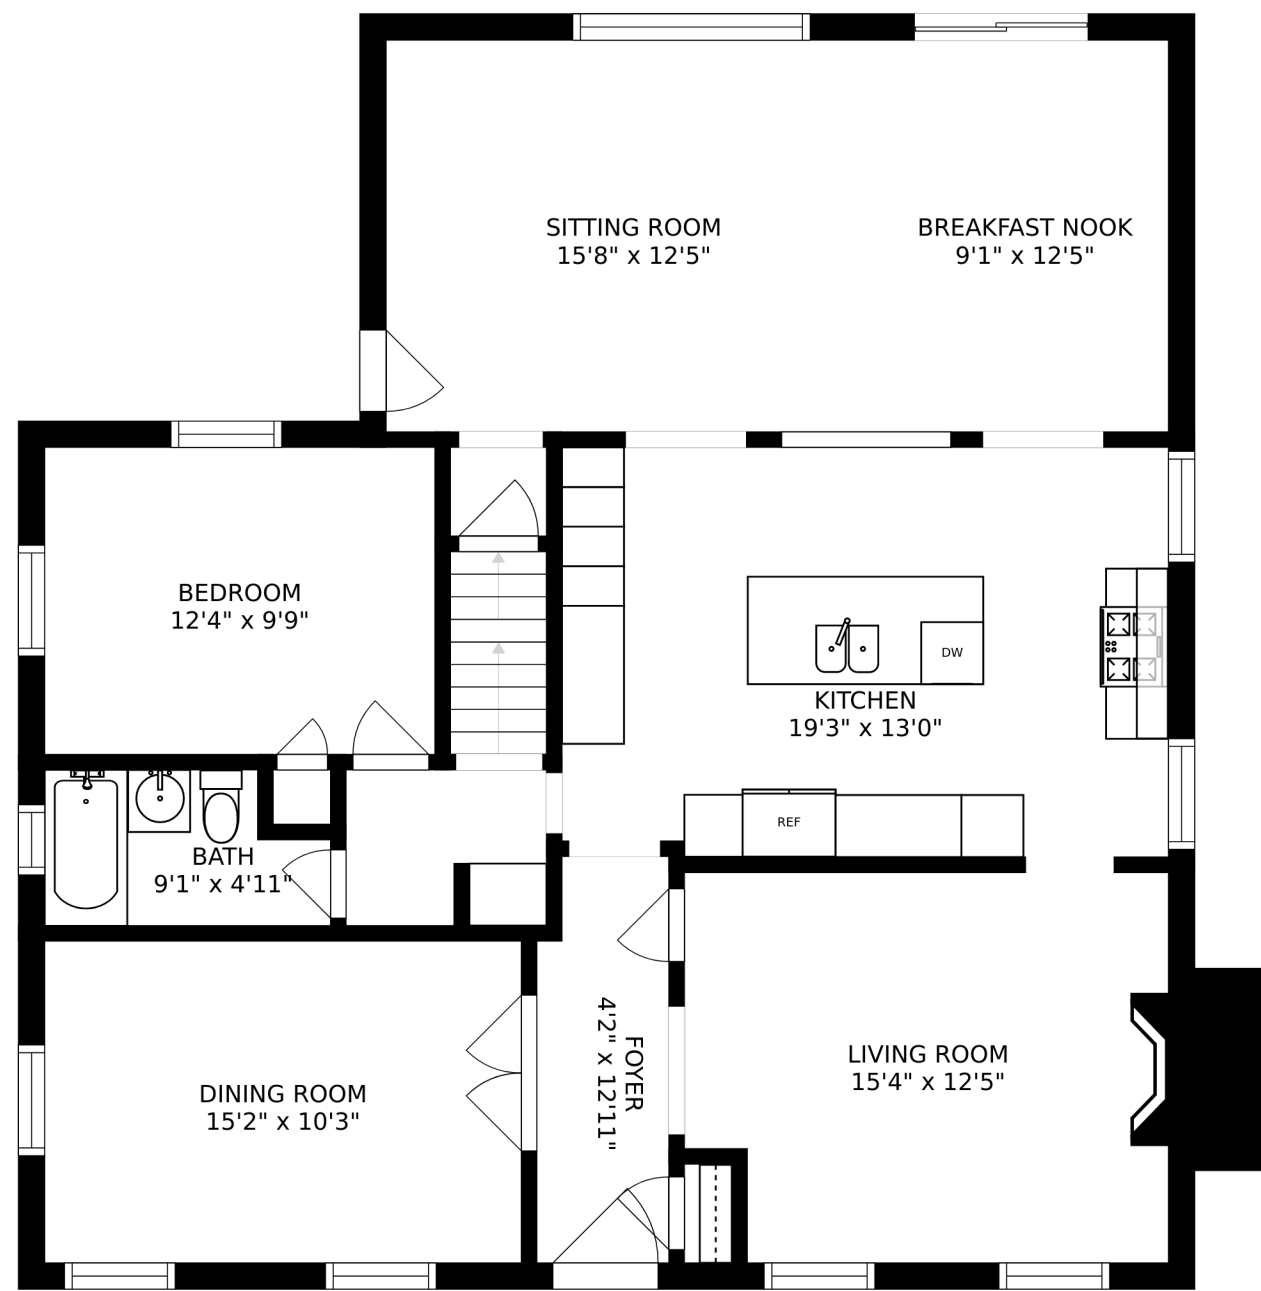 SITTING ROOM
15'8" x 12'5"
BREAKFAST NOOK
9'1" x 12'5"
BEDROOM
12'4" x 9'9"
DW
KITCHEN
19'3" x 13'0"
REF
BATH
9'1" x 4'11"
FOYER
4'2" x 12'11"
LIVING ROOM
15'4" x 12'5"
DINING ROOM
15'2" x 10'3"